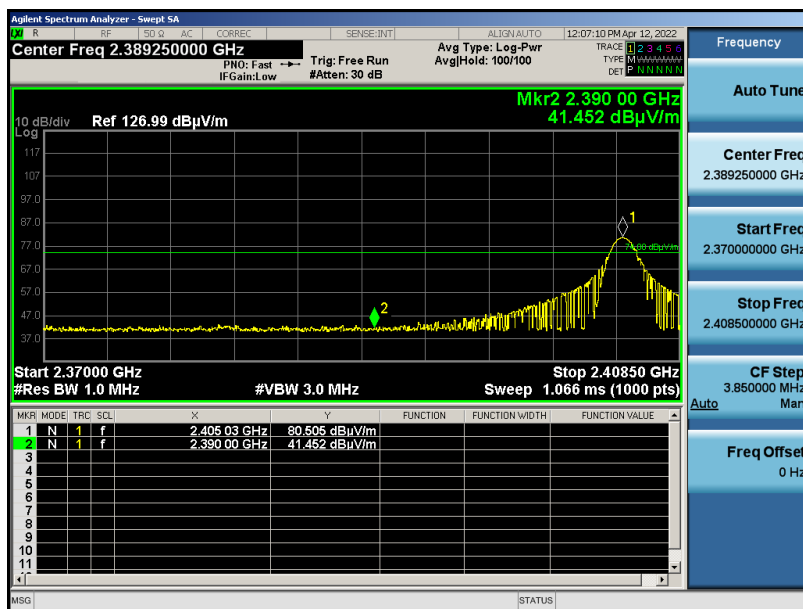 Agilent Spectrum Analyzer - Swept SA
LXI R RF 50 Ω AC CORREC SENSE:INT ALIGN AUTO 12:07:10 PM Apr 12, 2022
Center Freq 2.389250000 GHz
PNO: Fast
IFGain:Low
Trig: Free Run
#Atten: 30 dB
Avg Type: Log-Pwr
Avg|Hold: 100/100
TRACE 1 2 3 4 5 6
TYPE M
DET P N N N N N
Mkr2 2.390 00 GHz
41.452 dBµV/m
10 dB/div Ref 126.99 dBµV/m
Log
117
107
97.0
87.0
77.0
67.0
57.0
47.0
37.0
1
2
Start 2.37000 GHz Stop 2.40850 GHz
#Res BW 1.0 MHz #VBW 3.0 MHz Sweep 1.066 ms (1000 pts)
MKR MODE TRC SCL X Y FUNCTION FUNCTION WIDTH FUNCTION VALUE
1 N 1 f 2.405 03 GHz 80.505 dBµV/m
2 N 1 f 2.390 00 GHz 41.452 dBµV/m
3
4
5
6
7
8
9
10
11
MSG STATUS
Frequency
Auto Tune
Center Freq
2.389250000 GHz
Start Freq
2.370000000 GHz
Stop Freq
2.408500000 GHz
CF Step
3.850000 MHz
Auto Man
Freq Offset
0 Hz